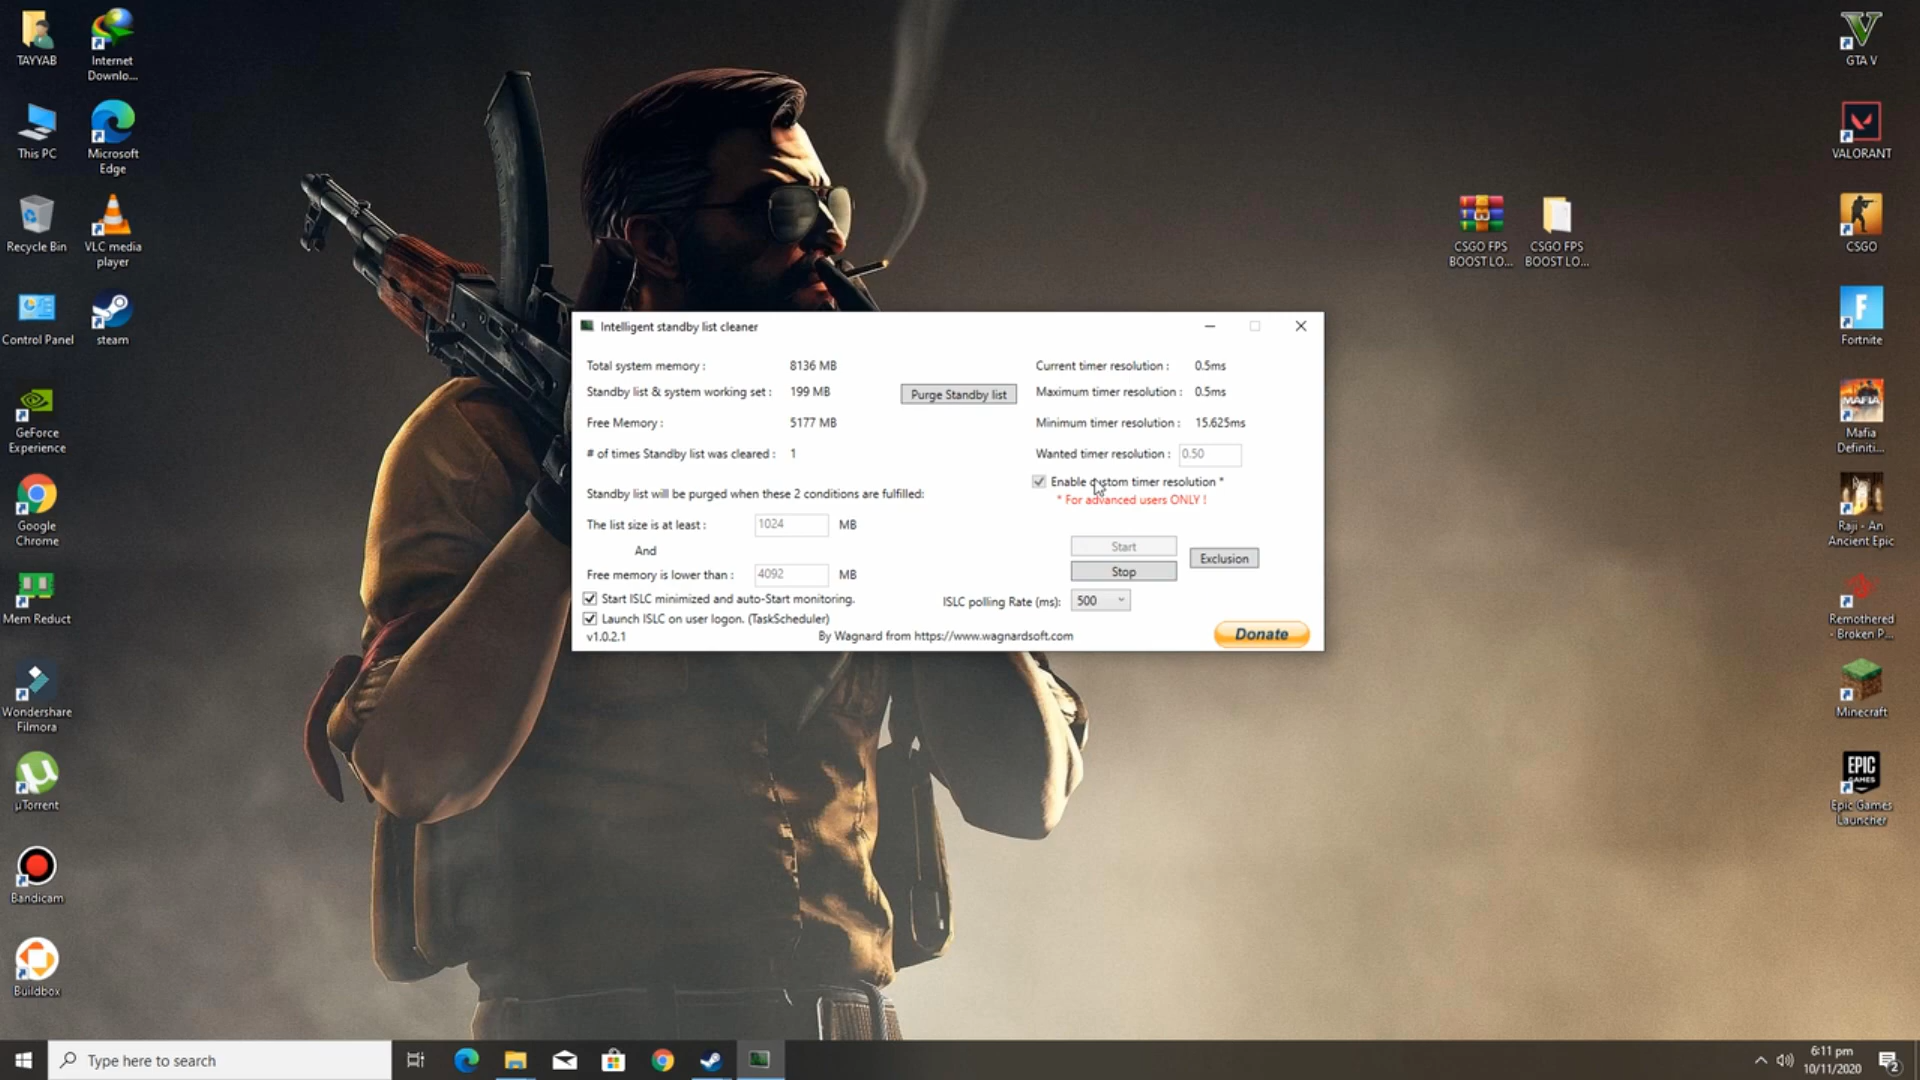 TAYYAB
Internet
Downlo...
This PC
Microsoft
Edge
Recycle Bin
VLC media
player
Control Panel
steam
GeForce
Experience
Google
Chrome
Mem Reduct
Wondershare
Filmora
µTorrent
Bandicam
Buildbox
CSGO FPS
BOOST LO...
CSGO FPS
BOOST LO...
GTA V
VALORANT
CSGO
Fortnite
MAFIA
Mafia
Definiti...
Raji - An
Ancient Epic
Remothered
- Broken P...
Minecraft
EPIC
GAMES
Epic Games
Launcher
Intelligent standby list cleaner
Total system memory : 8136 MB
Standby list & system working set : 199 MB
Purge Standby list
Free Memory : 5177 MB
# of times Standby list was cleared : 1
Standby list will be purged when these 2 conditions are fulfilled:
The list size is at least : 1024 MB
And
Free memory is lower than : 4092 MB
Start ISLC minimized and auto-Start monitoring.
Launch ISLC on user logon. (TaskScheduler)
v1.0.2.1
By Wagnard from https://www.wagnardsoft.com
Current timer resolution : 0.5ms
Maximum timer resolution : 0.5ms
Minimum timer resolution : 15.625ms
Wanted timer resolution : 0.50
Enable custom timer resolution *
* For advanced users ONLY !
Start
Stop
Exclusion
ISLC polling Rate (ms): 500
Donate
Type here to search
6:11 pm
10/11/2020
2